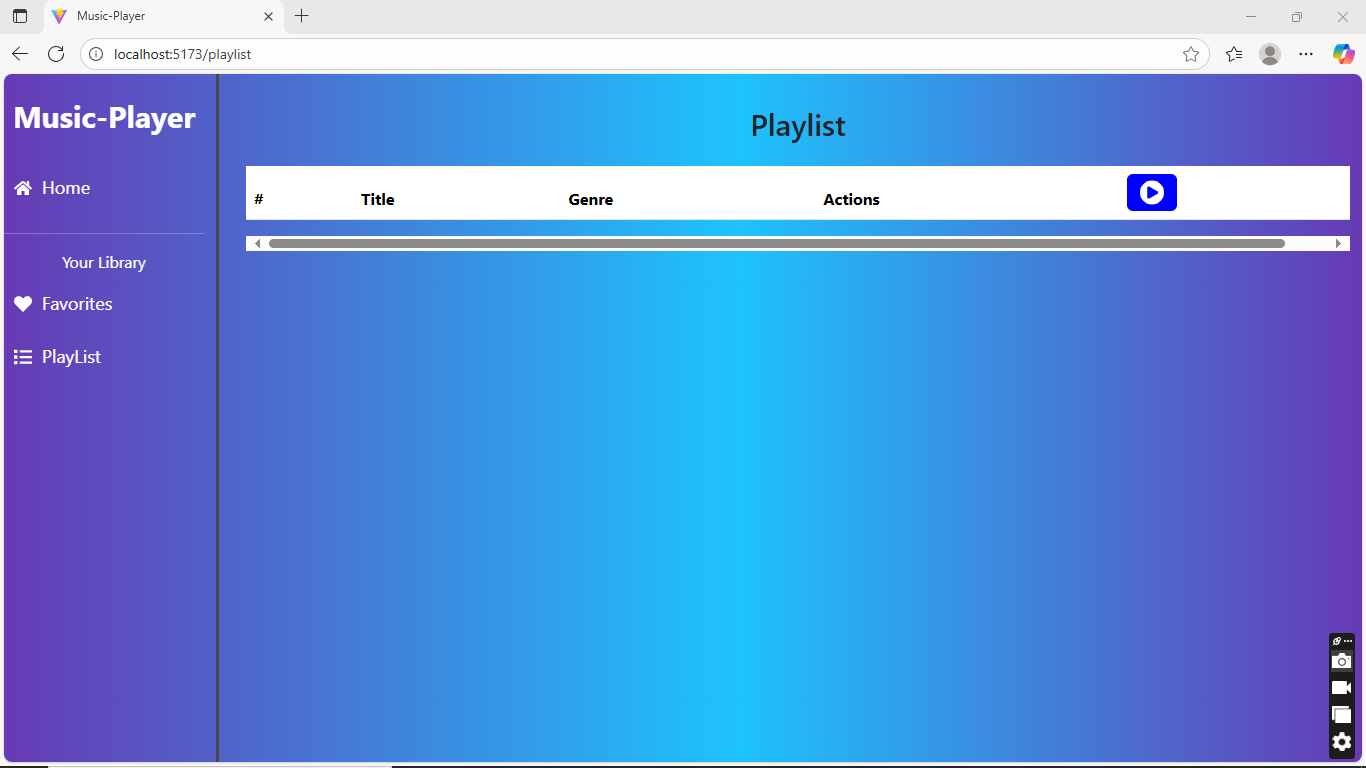 Music-Player
localhost:5173/playlist
Music-Player
Playlist
Home
# Title Genre Actions
Your Library
Favorites
PlayList